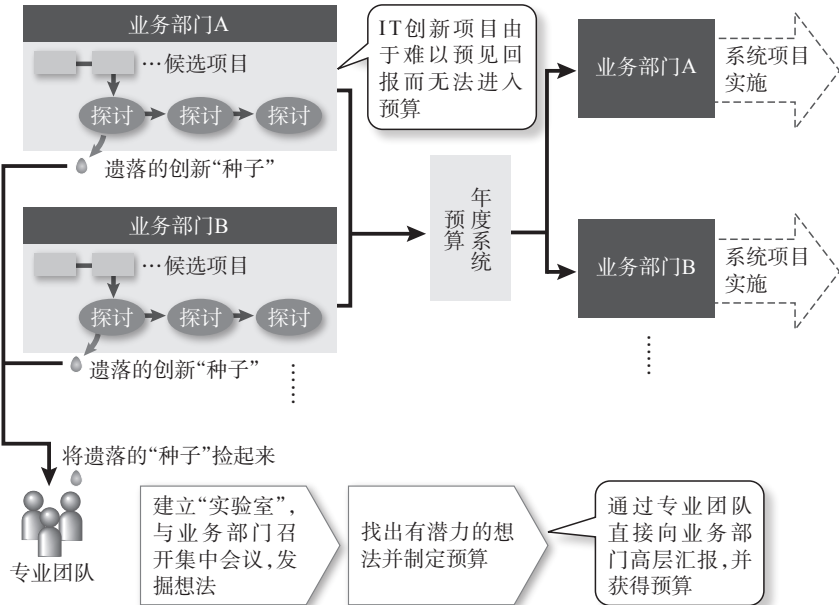 业务部门A
…候选项目
探讨
探讨
探讨
遗落的创新“种子”
IT创新项目由
于难以预见回
报而无法进入
预算
业务部门A
系统项目
实施
业务部门B
…候选项目
探讨
探讨
探讨
遗落的创新“种子”
年度系统
预算
业务部门B
系统项目
实施
将遗落的“种子”捡起来
专业团队
建立“实验室”,
与业务部门召
开集中会议,发
掘想法
找出有潜力的想
法并制定预算
通过专业团队
直接向业务部
门高层汇报,并
获得预算